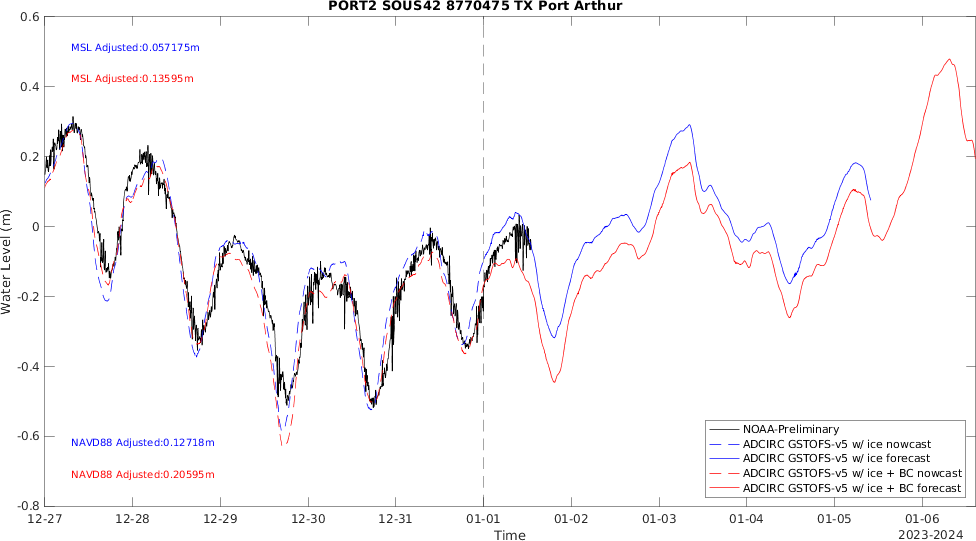 PORT2 SOUS42 8770475 TX Port Arthur
0.6
0.4
0.2
0
-0.2
-0.4
-0.6
-0.8
Water Level (m)
MSL Adjusted:0.057175m
MSL Adjusted:0.13595m
NAVD88 Adjusted:0.12718m
NAVD88 Adjusted:0.20595m
NOAA-Preliminary
ADCIRC GSTOFS-v5 w/ ice nowcast
ADCIRC GSTOFS-v5 w/ ice forecast
ADCIRC GSTOFS-v5 w/ ice + BC nowcast
ADCIRC GSTOFS-v5 w/ ice + BC forecast
12-27 12-28 12-29 12-30 12-31 01-01 01-02 01-03 01-04 01-05 01-06
Time
2023-2024